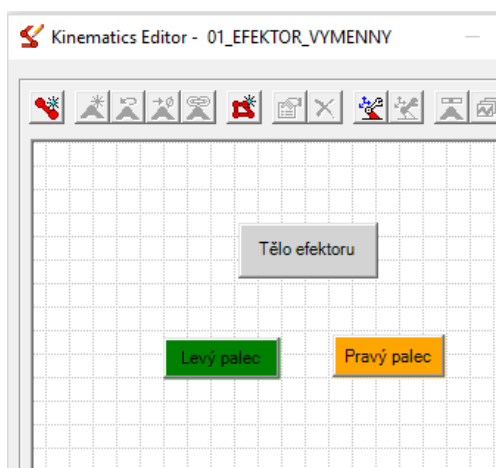 Kinematics Editor - 01_EFEKTOR_VYMENNY
Tělo efektoru
Levý palec
Pravý palec